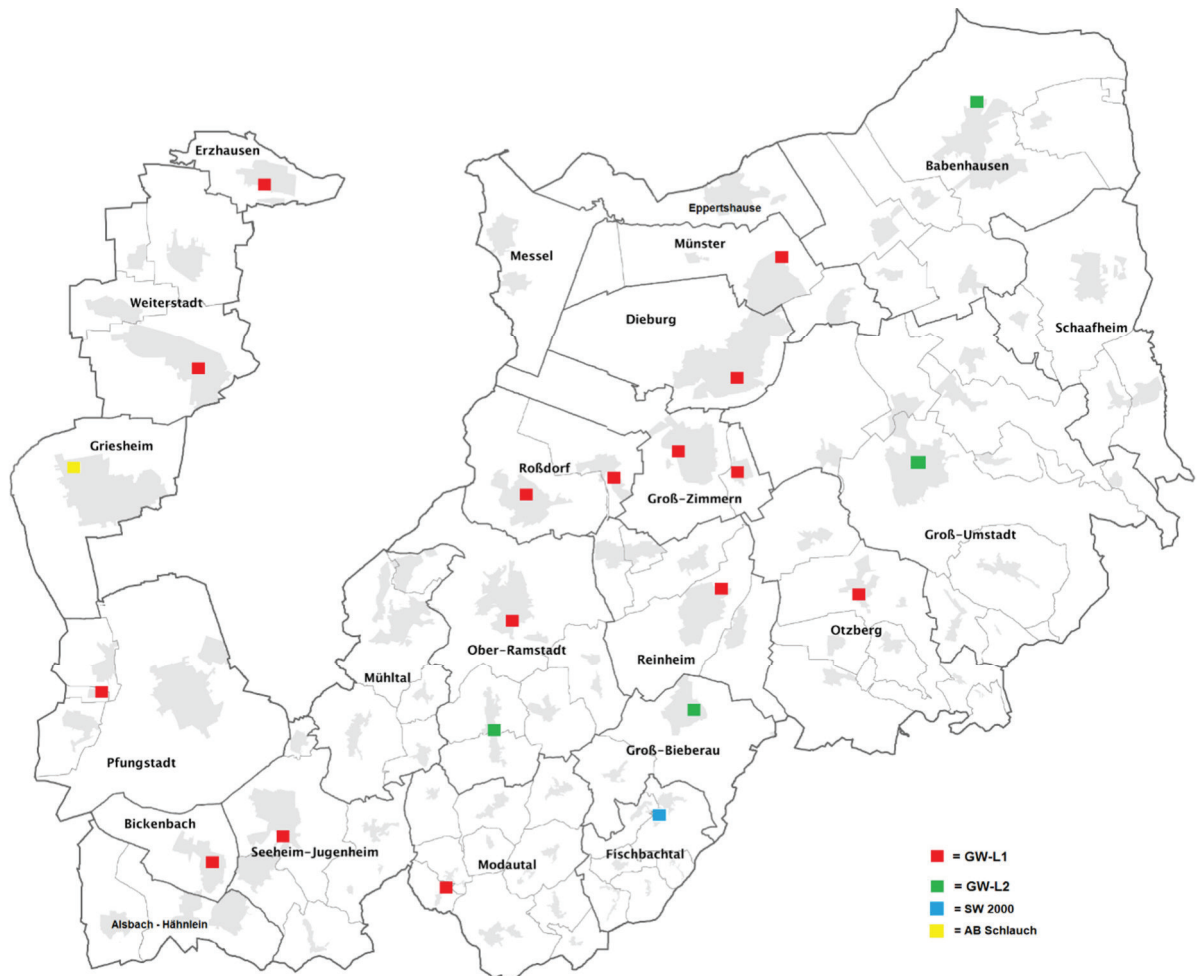 Erzhausen
Babenhausen
Eppertshause
Münster
Messel
Weiterstadt
Dieburg
Schaafheim
Griesheim
Roßdorf
Groß-Zimmern
Groß-Umstadt
Otzberg
Ober-Ramstadt
Reinheim
Mühltal
Groß-Bieberau
Pfungstadt
Bickenbach
Seeheim-Jugenheim
Modautal
Fischbachtal
Alsbach - Hähnlein
= GW-L1
= GW-L2
= SW 2000
= AB Schlauch